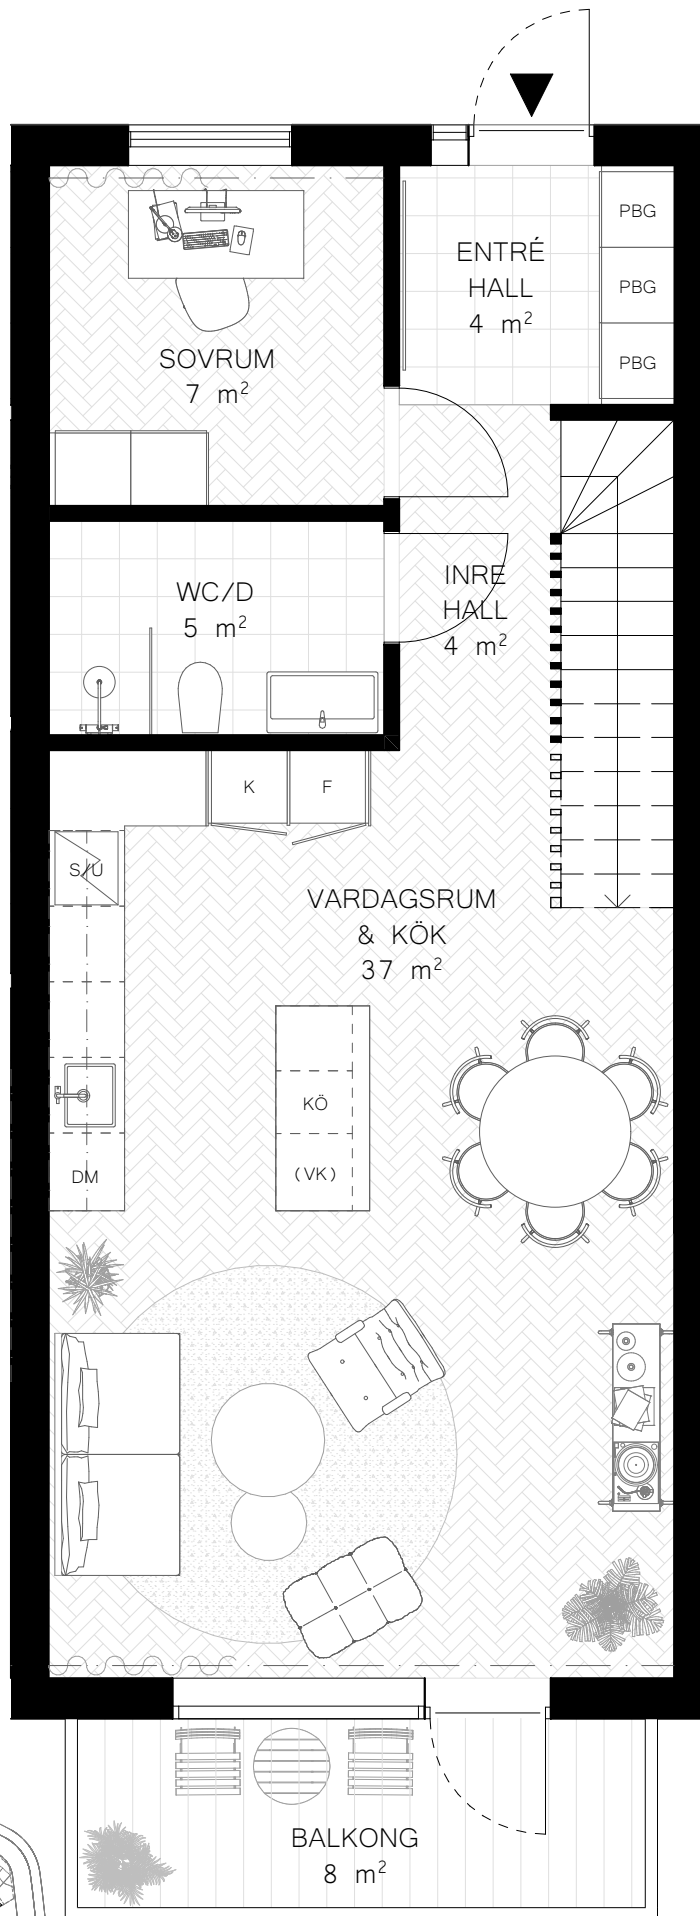 PBG
ENTRÉ
HALL
4 m²
PBG
PBG
SOVRUM
7 m²
INRE
HALL
4 m²
WC/D
5 m²
K
F
S/U
VARDAGSRUM
& KÖK
37 m²
KÖ
(VK)
DM
BALKONG
8 m²